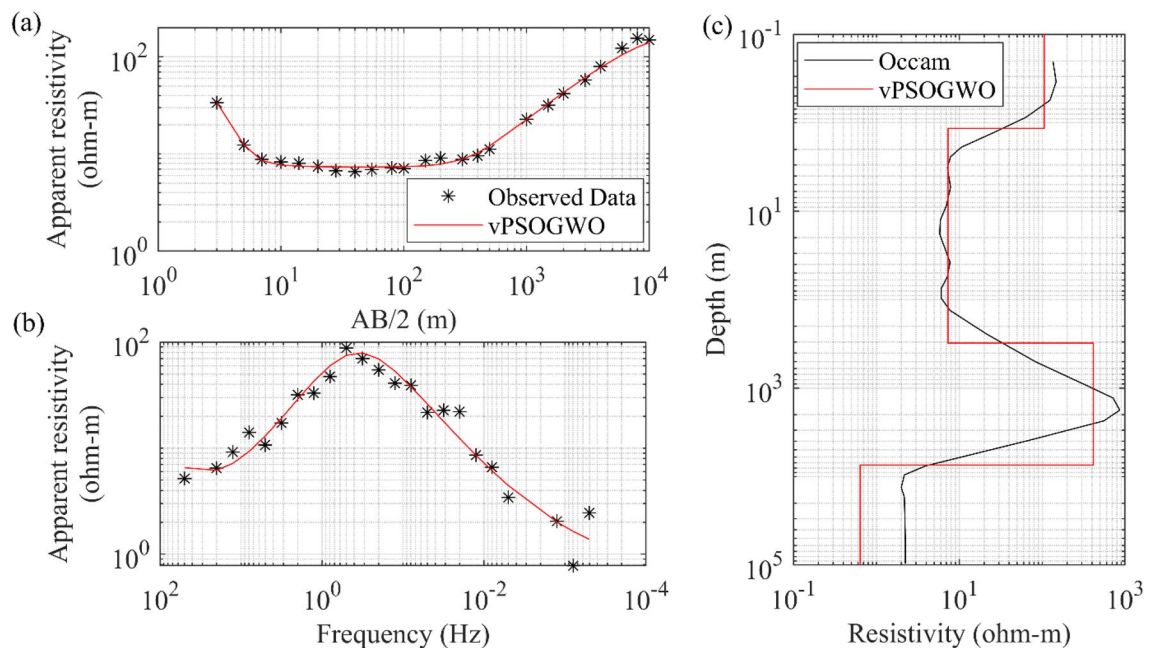 (a)
Apparent resistivity
(ohm-m)
10^2
10^0
Observed Data
vPSOGWO
10^0 10^1 10^2 10^3 10^4
AB/2 (m)
(b)
Apparent resistivity
(ohm-m)
10^2
10^0
10^2 10^0 10^-2 10^-4
Frequency (Hz)
(c)
Depth (m)
10^-1
10^1
10^3
10^5
Occam
vPSOGWO
10^-1 10^1 10^3
Resistivity (ohm-m)